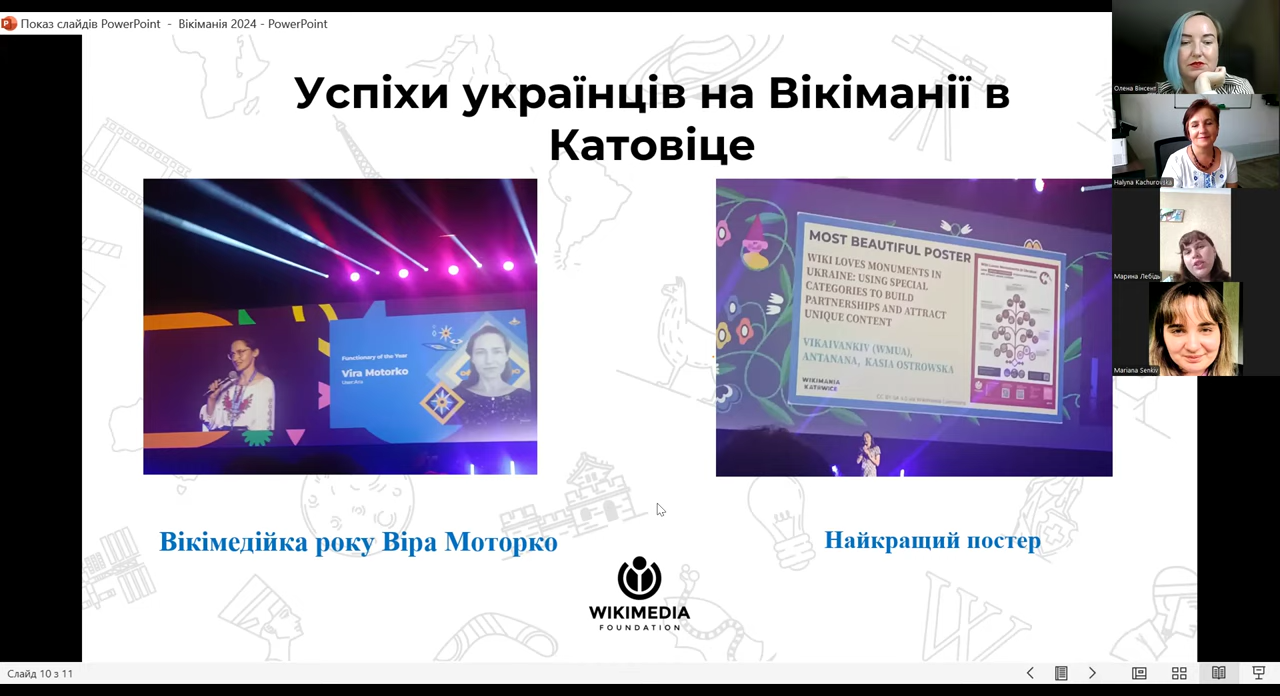 Показ слайдів PowerPoint - Вікіманія 2024 - PowerPoint
Успіхи українців на Вікіманії в
Катовіце
Functionary of the Year
Vira Motorko
MOST BEAUTIFUL POSTER
WIKI LOVES MONUMENTS IN
UKRAINE: USING SPECIAL
CATEGORIES TO BUILD
PARTNERSHIPS AND ATTRACT
UNIQUE CONTENT
VIKAIVANKIV (WMUA),
ANTANANA, KASIA OSTROWSKA
WIKIMANIA
KATOWICE
Вікімедійка року Віра Моторко
Найкращий постер
WIKIMEDIA
FOUNDATION
Олена Вінсент
Halyna Kachurovska
Марина Лебідь
Mariana Senkiv
Слайд 10 з 11